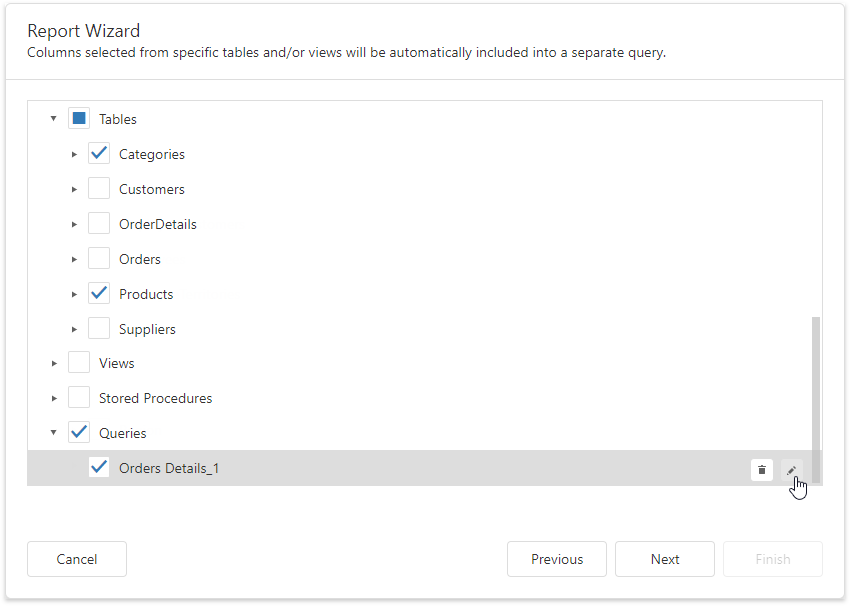 Report Wizard
Columns selected from specific tables and/or views will be automatically included into a separate query.
Tables
Categories
Customers
OrderDetails
Orders
Products
Suppliers
Views
Stored Procedures
Queries
Orders Details_1
Cancel Previous Next Finish